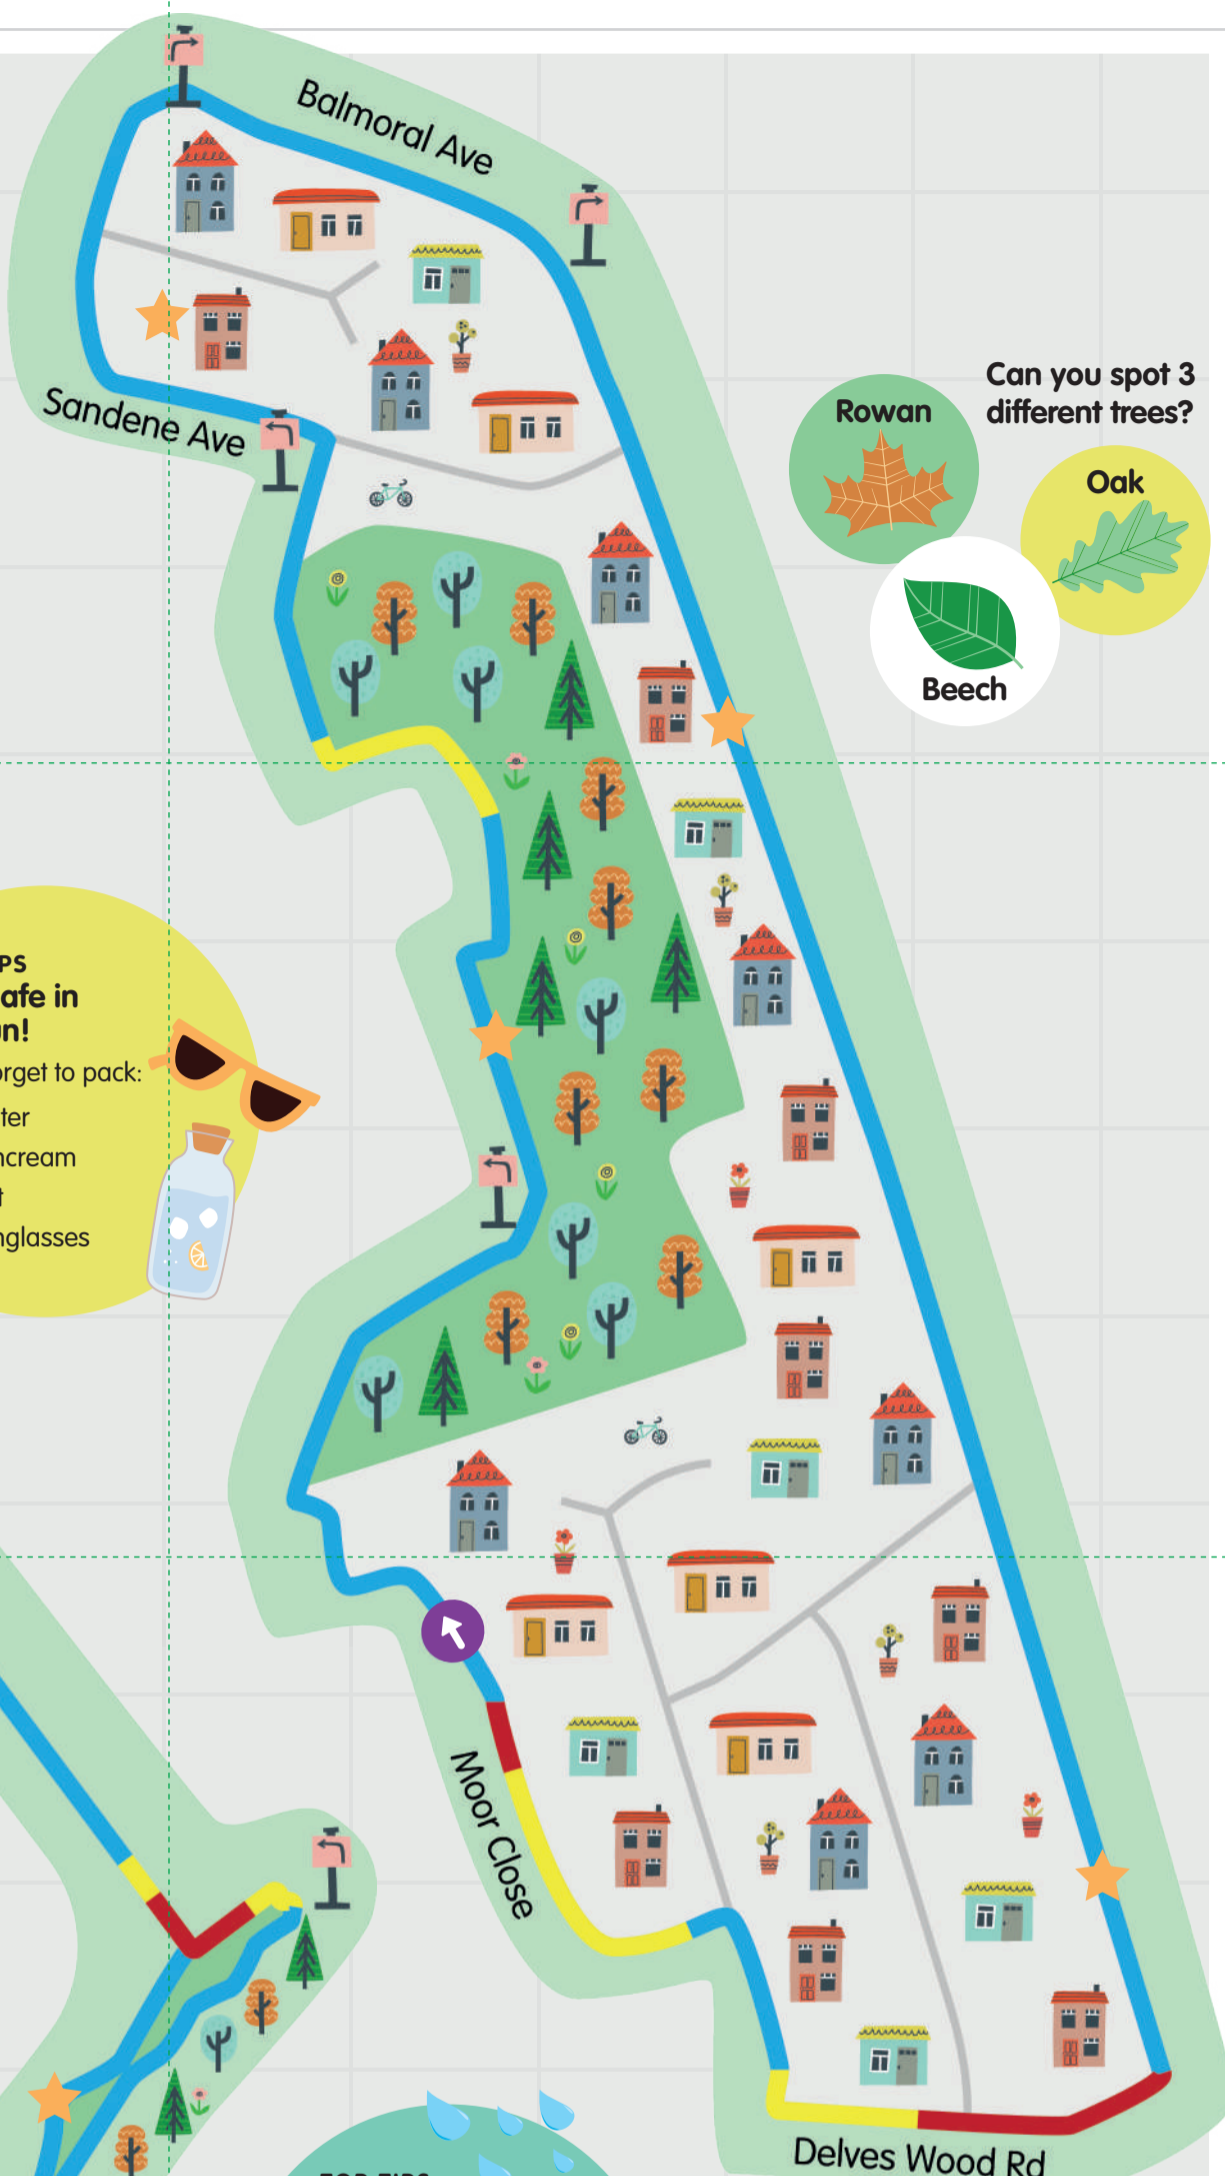 Balmoral Ave
Can you spot 3
different trees?
Rowan
Sandene Ave
Oak
Beech
PS
afe in
n!
rget to pack:
ter
ncream
t
nglasses
Moor Close
Delves Wood Rd